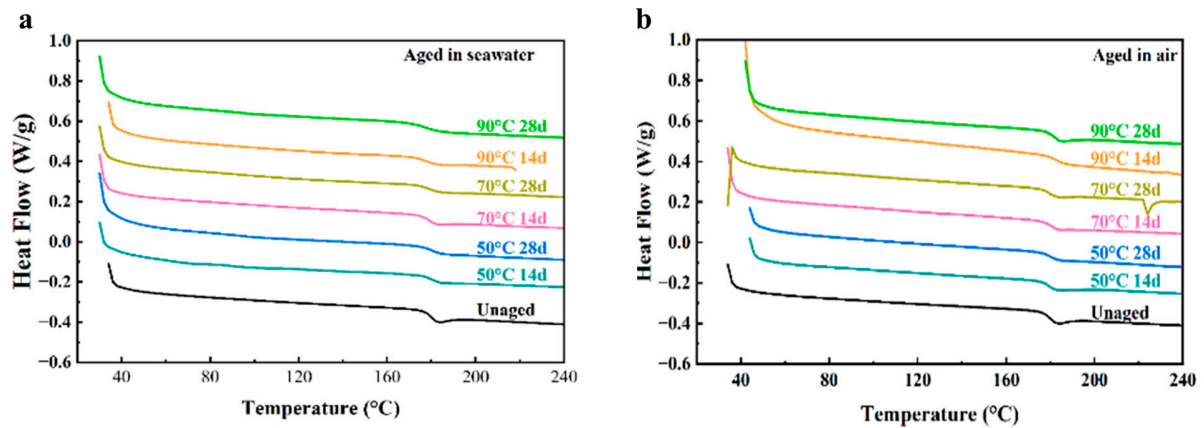 a
Aged in seawater
Heat Flow (W/g)
1.0
0.8
0.6
0.4
0.2
0.0
−0.2
−0.4
−0.6
90°C 28d
90°C 14d
70°C 28d
70°C 14d
50°C 28d
50°C 14d
Unaged
40
80
120
160
200
240
Temperature (°C)
b
Aged in air
Heat Flow (W/g)
1.0
0.8
0.6
0.4
0.2
0.0
−0.2
−0.4
−0.6
90°C 28d
90°C 14d
70°C 28d
70°C 14d
50°C 28d
50°C 14d
Unaged
40
80
120
160
200
240
Temperature (°C)